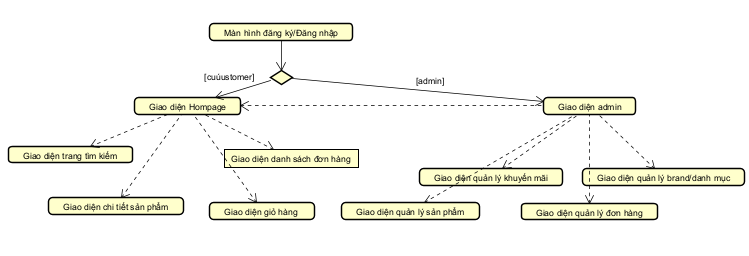 Màn hình đăng ký/Đăng nhập
[cuúustomer]
[admin]
Giao diện Hompage
Giao diện admin
Giao diện trang tìm kiếm
Giao diện danh sách đơn hàng
Giao diện quản lý khuyến mãi
Giao diện quản lý brand/danh mục
Giao diện chi tiết sản phẩm
Giao diện giỏ hàng
Giao diện quản lý sản phẩm
Giao diện quản lý đơn hàng